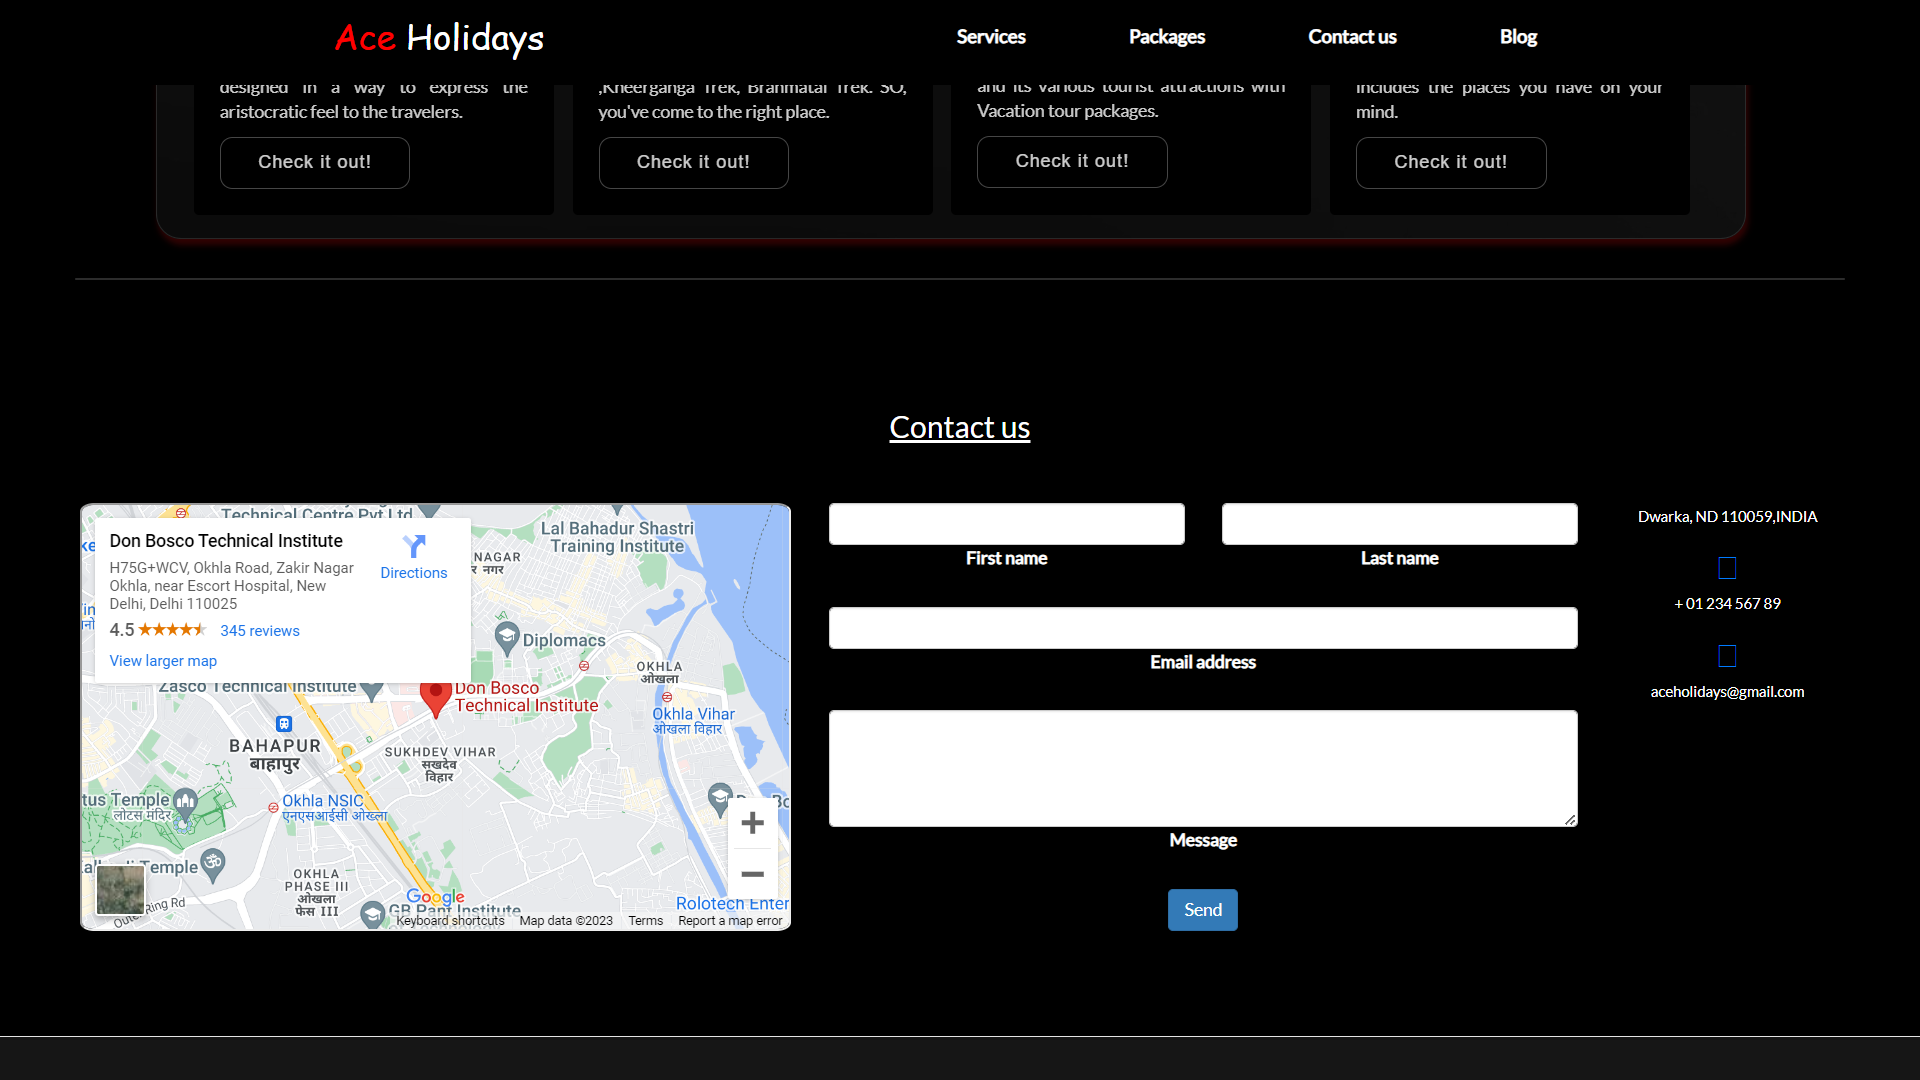 Ace Holidays
Services
Packages
Contact us
Blog
designed in a way to express the
aristocratic feel to the travelers.
Check it out!
,Kheerganga Trek, Brahmatal Trek. SO,
you've come to the right place.
Check it out!
and its various tourist attractions with
Vacation tour packages.
Check it out!
includes the places you have on your
mind.
Check it out!
Contact us
Technical Centre Pvt Ltd
Don Bosco Technical Institute
H75G+WCV, Okhla Road, Zakir Nagar
Okhla, near Escort Hospital, New
Delhi, Delhi 110025
4.5
345 reviews
View larger map
Directions
NAGAR
र नगर
Lal Bahadur Shastri
Training Institute
Diplomacs
OKHLA
ओखला
Zasco Technical Institute
Don Bosco
Technical Institute
Okhla Vihar
ओखला विहार
BAHAPUR
बाहापुर
SUKHDEV VIHAR
सुखदेव
विहार
tus Temple
लोटस मंदिर
Okhla NSIC
एनएसआईसी ओखला
Temple
OKHLA
PHASE III
ओखला
फेस III
Outer Ring Rd
Google
GB Pant Institute
Rolotech Enter
Keyboard shortcuts
Map data ©2023
Terms
Report a map error
First name
Last name
Email address
Message
Send
Dwarka, ND 110059,INDIA
+ 01 234 567 89
aceholidays@gmail.com